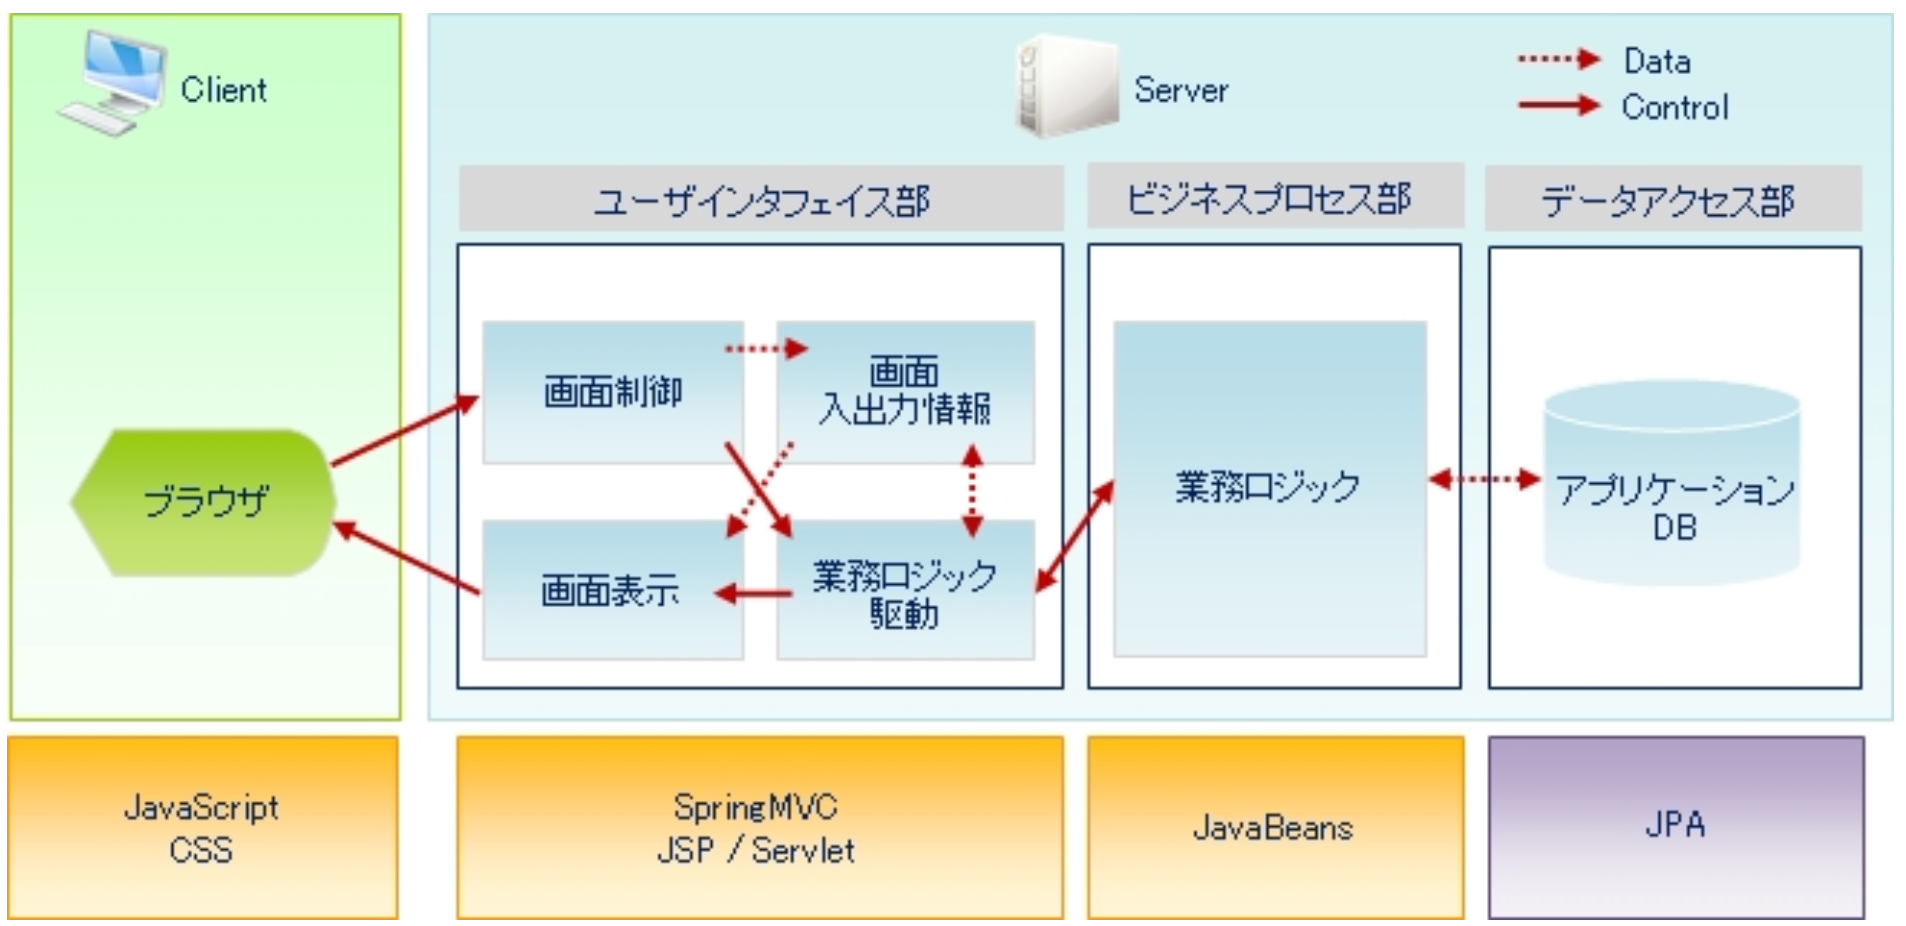 Client
Server
Data
Control
ユーザインタフェイス部
ビジネスプロセス部
データアクセス部
画面制御
画面
入出力情報
ブラウザ
画面表示
業務ロジック
駆動
業務ロジック
アプリケーション
DB
JavaScript
CSS
SpringMVC
JSP / Servlet
JavaBeans
JPA